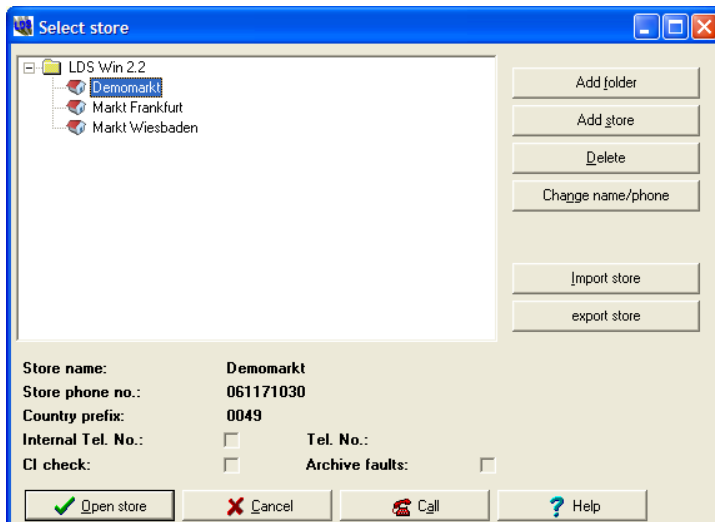 LDS Select store
LDS Win 2.2
Demomarkt
Markt Frankfurt
Markt Wiesbaden
Add folder
Add store
Delete
Change name/phone
Import store
export store
Store name: Demomarkt
Store phone no.: 061171030
Country prefix: 0049
Internal Tel. No.: Tel. No.:
CI check: Archive faults:
Open store Cancel Call Help